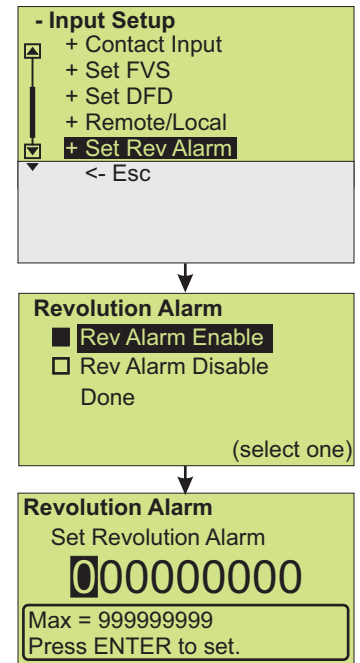 - Input Setup
+ Contact Input
+ Set FVS
+ Set DFD
+ Remote/Local
+ Set Rev Alarm
<- Esc
Revolution Alarm
Rev Alarm Enable
Rev Alarm Disable
Done
(select one)
Revolution Alarm
Set Revolution Alarm
000000000
Max = 999999999
Press ENTER to set.